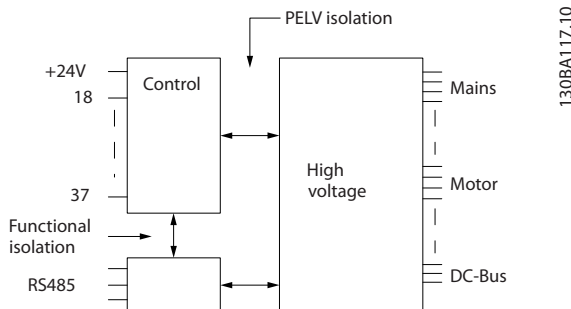 PELV isolation
130BA117.10
+24V
Control
Mains
18
High
voltage
Motor
37
Functional
isolation
RS485
DC-Bus